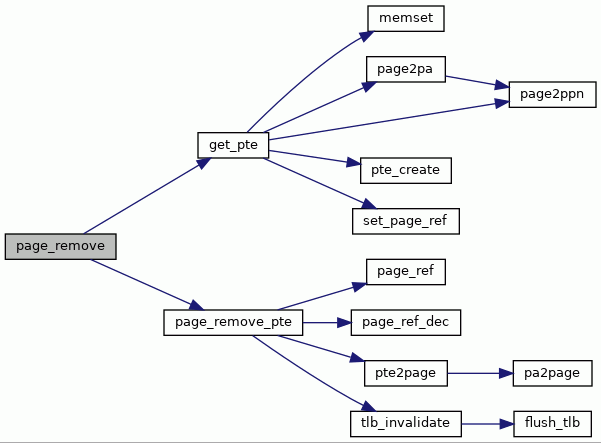 memset
page2pa
page2ppn
get_pte
pte_create
set_page_ref
page_remove
page_ref
page_remove_pte
page_ref_dec
pte2page
pa2page
tlb_invalidate
flush_tlb